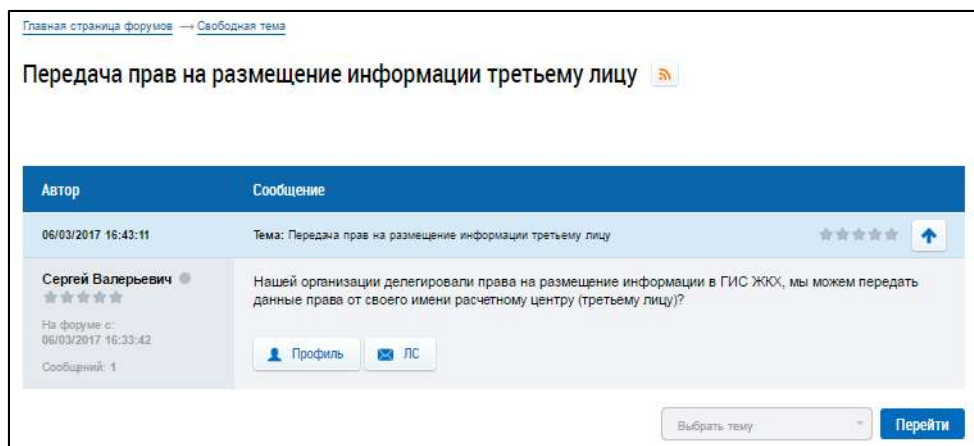 Главная страница форумов → Свободная тема
Передача прав на размещение информации третьему лицу
Автор Сообщение
06/03/2017 16:43:11 Тема: Передача прав на размещение информации третьему лицу
Сергей Валерьевич
Нашей организации делегировали права на размещение информации в ГИС ЖКХ, мы можем передать
данные права от своего имени расчетному центру (третьему лицу)?
На форуме с:
06/03/2017 16:33:42
Сообщений: 1
Профиль ЛС
Выбрать тему Перейти